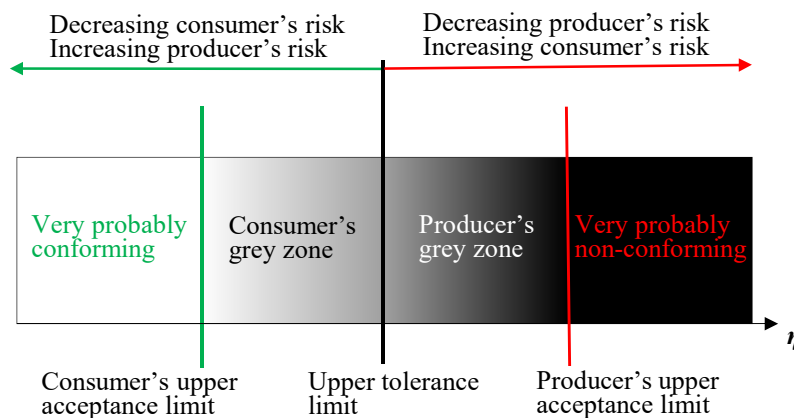 Decreasing consumer’s risk
Increasing producer’s risk
Decreasing producer’s risk
Increasing consumer’s risk
Very probably
conforming
Consumer’s
grey zone
Producer’s
grey zone
Very probably
non-conforming
η
Consumer’s upper
acceptance limit
Upper tolerance
limit
Producer’s upper
acceptance limit